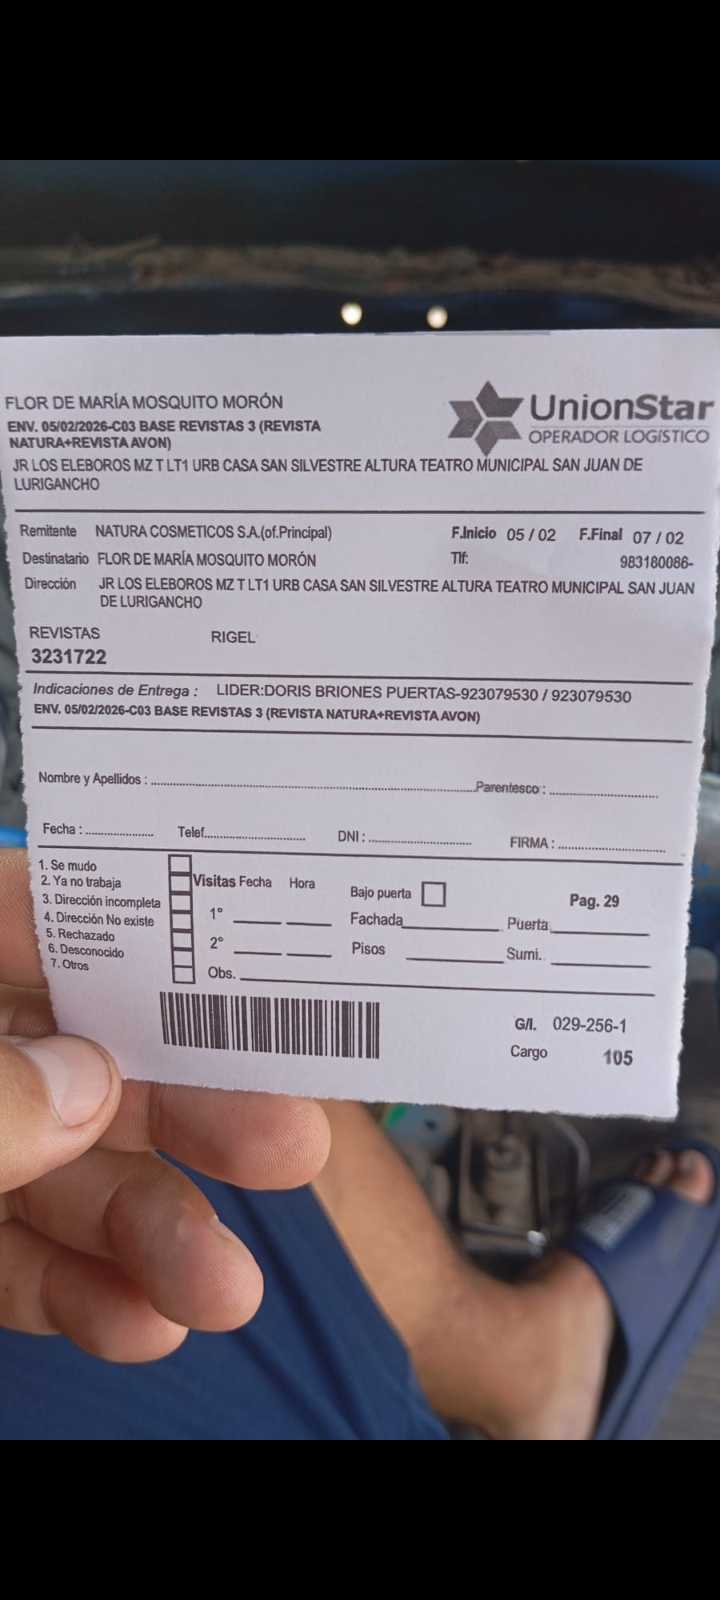 FLOR DE MARÍA MOSQUITO MORÓN
ENV. 05/02/2026-C03 BASE REVISTAS 3 (REVISTA
NATURA+REVISTA AVON)
UnionStar
OPERADOR LOGÍSTICO
JR LOS ELEBOROS MZ T LT1 URB CASA SAN SILVESTRE ALTURA TEATRO MUNICIPAL SAN JUAN DE
LURIGANCHO
Remitente NATURA COSMETICOS S.A.(of.Principal) F.Inicio 05 / 02 F.Final 07 / 02
Destinatario FLOR DE MARÍA MOSQUITO MORÓN Tlf: 983180086-
Dirección JR LOS ELEBOROS MZ T LT1 URB CASA SAN SILVESTRE ALTURA TEATRO MUNICIPAL SAN JUAN
DE LURIGANCHO
REVISTAS RIGEL
3231722
Indicaciones de Entrega : LIDER:DORIS BRIONES PUERTAS-923079530 / 923079530
ENV. 05/02/2026-C03 BASE REVISTAS 3 (REVISTA NATURA+REVISTA AVON)
Nombre y Apellidos : Parentesco :
Fecha : Telef. DNI : FIRMA :
1. Se mudo
2. Ya no trabaja
3. Dirección incompleta
4. Dirección No existe
5. Rechazado
6. Desconocido
7. Otros
Visitas Fecha Hora
1°
2°
Obs.
Bajo puerta
Fachada
Pisos
Pag. 29
Puerta
Sumi.
G/I. 029-256-1
Cargo 105